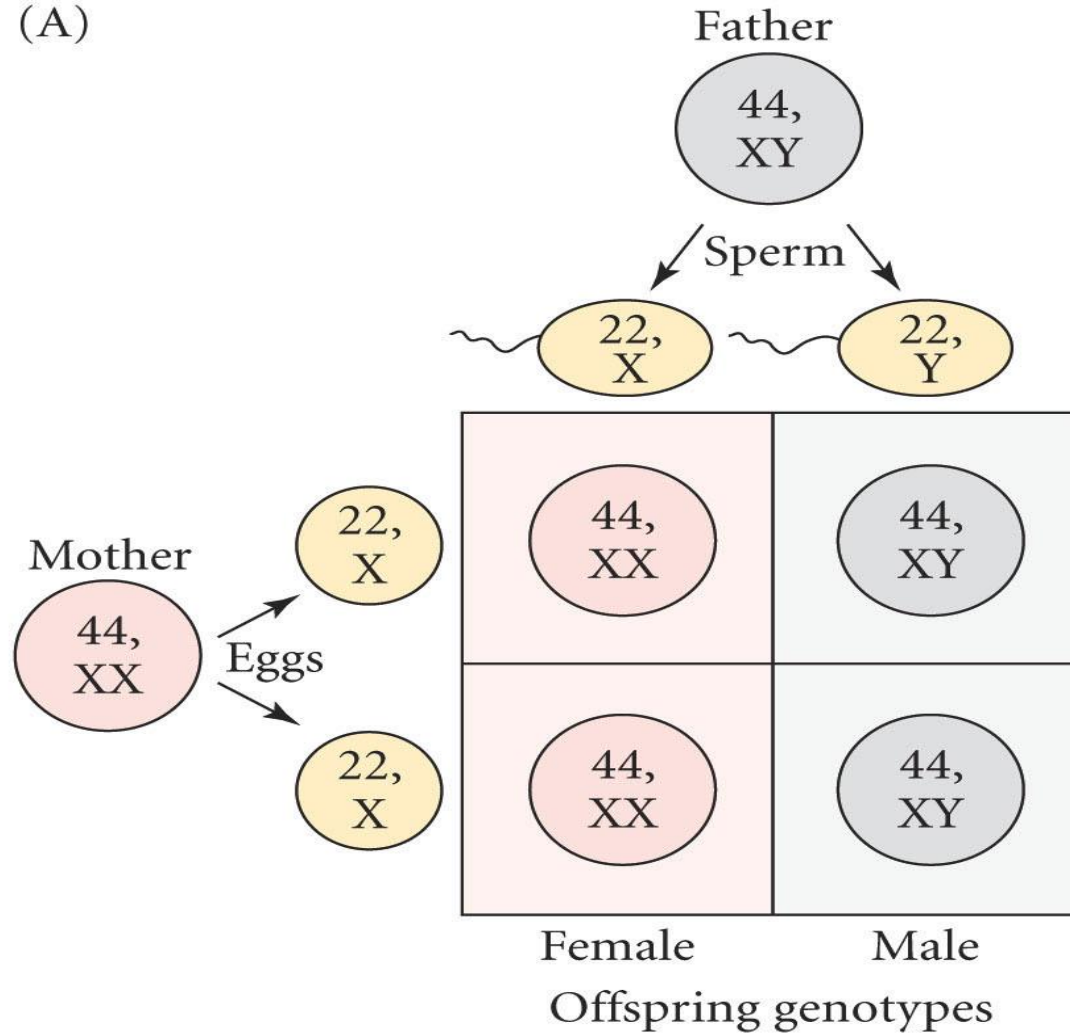 (A)
Father
44,
XY
Sperm
22,
X
22,
Y
22,
X
44,
XX
44,
XY
Mother
44,
XX
Eggs
22,
X
44,
XX
44,
XY
Female
Male
Offspring genotypes